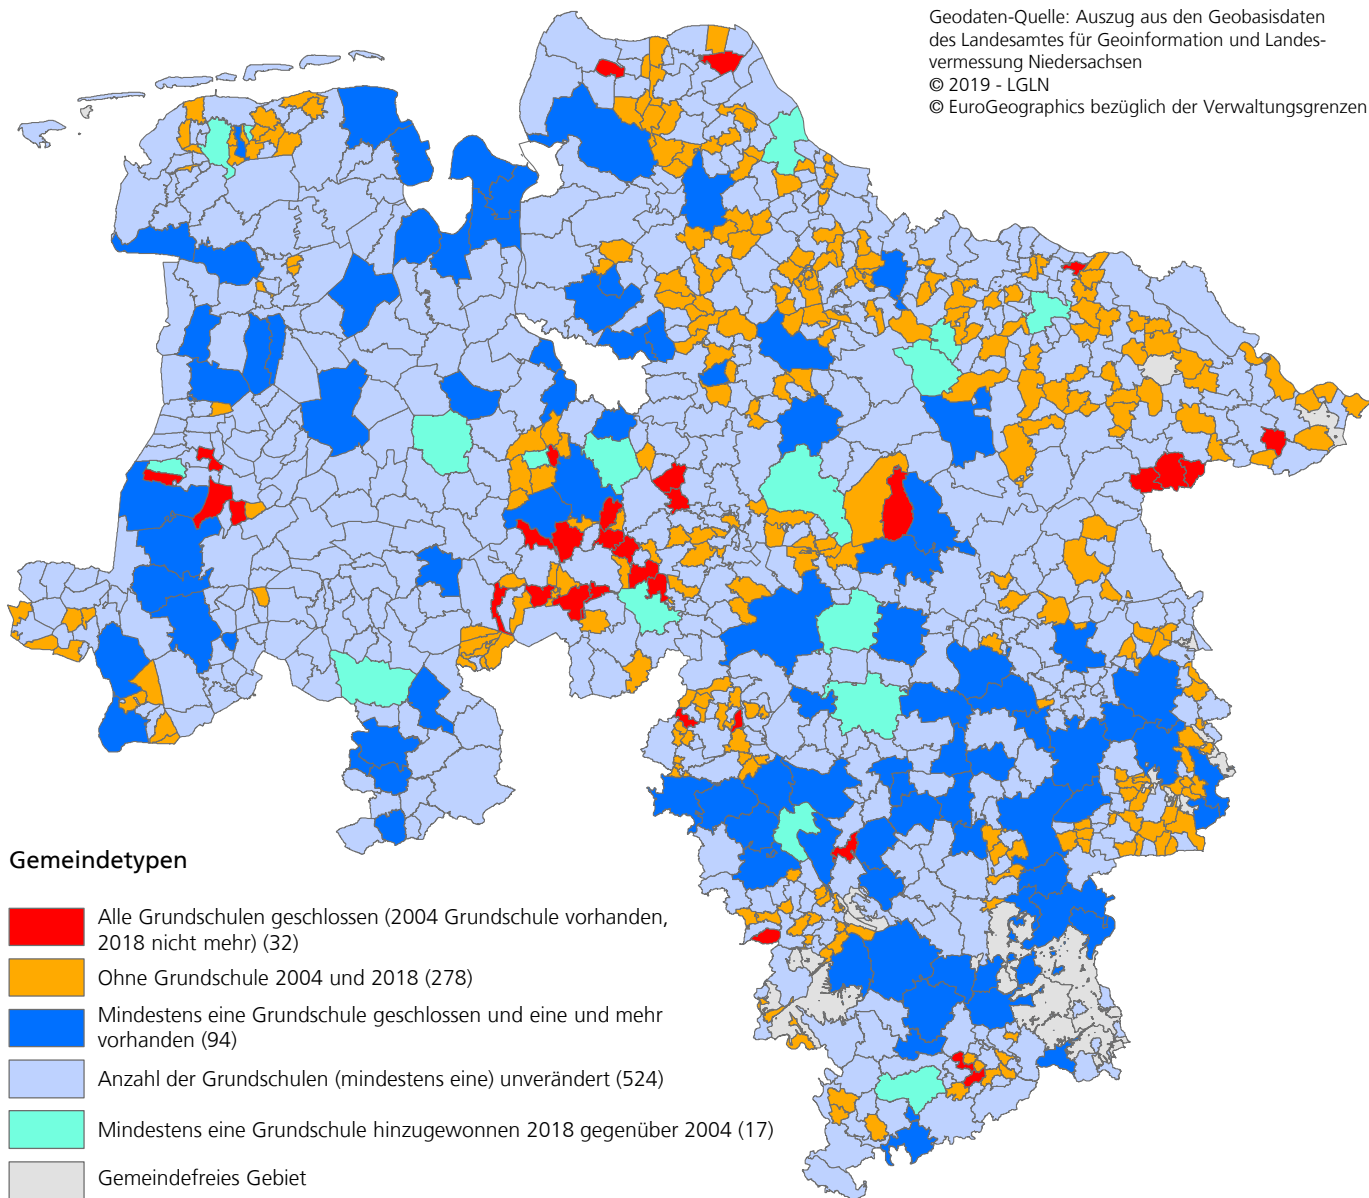 Geodaten-Quelle: Auszug aus den Geobasisdaten
des Landesamtes für Geoinformation und Landes-
vermessung Niedersachsen
© 2019 - LGLN
© EuroGeographics bezüglich der Verwaltungsgrenzen
Gemeindetypen
Alle Grundschulen geschlossen (2004 Grundschule vorhanden,
2018 nicht mehr) (32)
Ohne Grundschule 2004 und 2018 (278)
Mindestens eine Grundschule geschlossen und eine und mehr
vorhanden (94)
Anzahl der Grundschulen (mindestens eine) unverändert (524)
Mindestens eine Grundschule hinzugewonnen 2018 gegenüber 2004 (17)
Gemeindefreies Gebiet